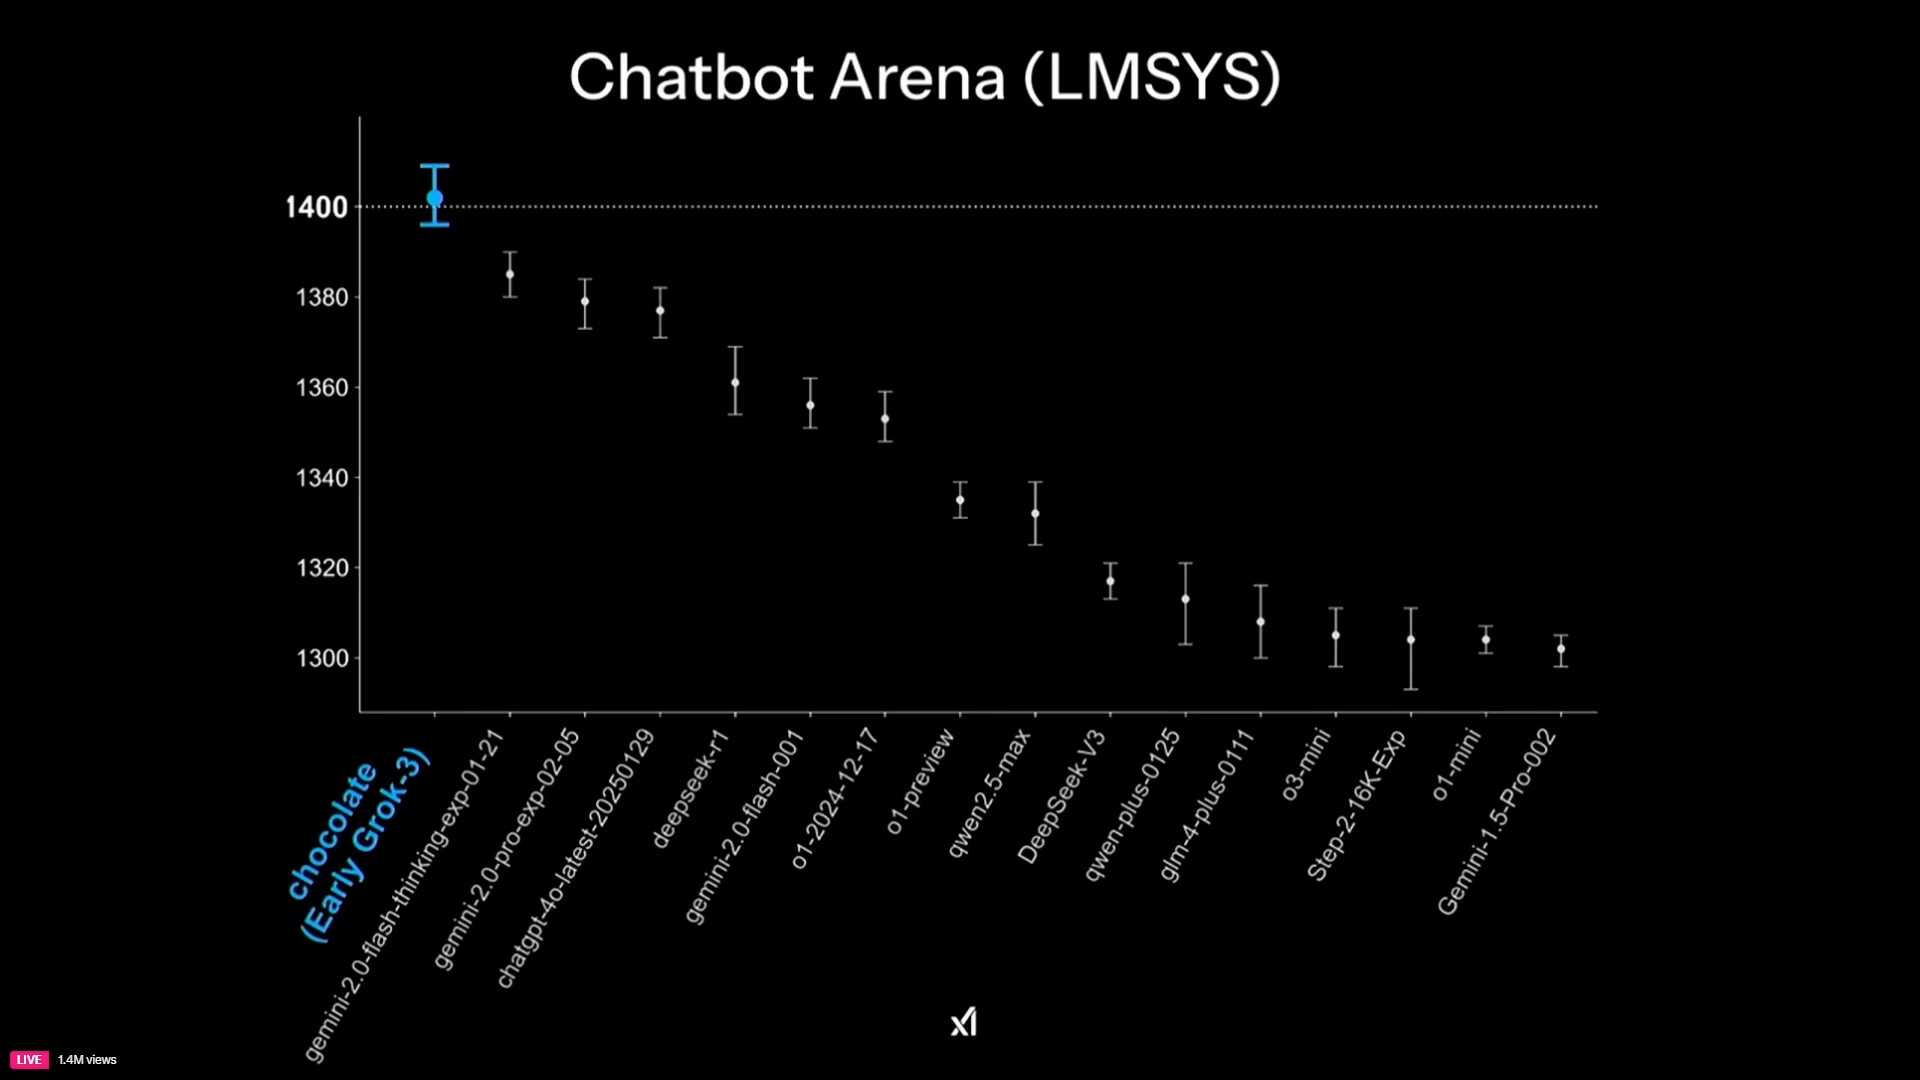 Chatbot Arena (LMSYS)
1400
1380
1360
1340
1320
1300
chocolate
(Early Grok-3)
gemini-2.0-flash-thinking-exp-01-21
gemini-2.0-pro-exp-02-05
chatgpt-4o-latest-20250129
deepseek-r1
gemini-2.0-flash-001
o1-2024-12-17
o1-preview
qwen2.5-max
DeepSeek-V3
qwen-plus-0125
glm-4-plus-0111
o3-mini
Step-2-16K-Exp
o1-mini
Gemini-1.5-Pro-002
xI
LIVE 1.4M views